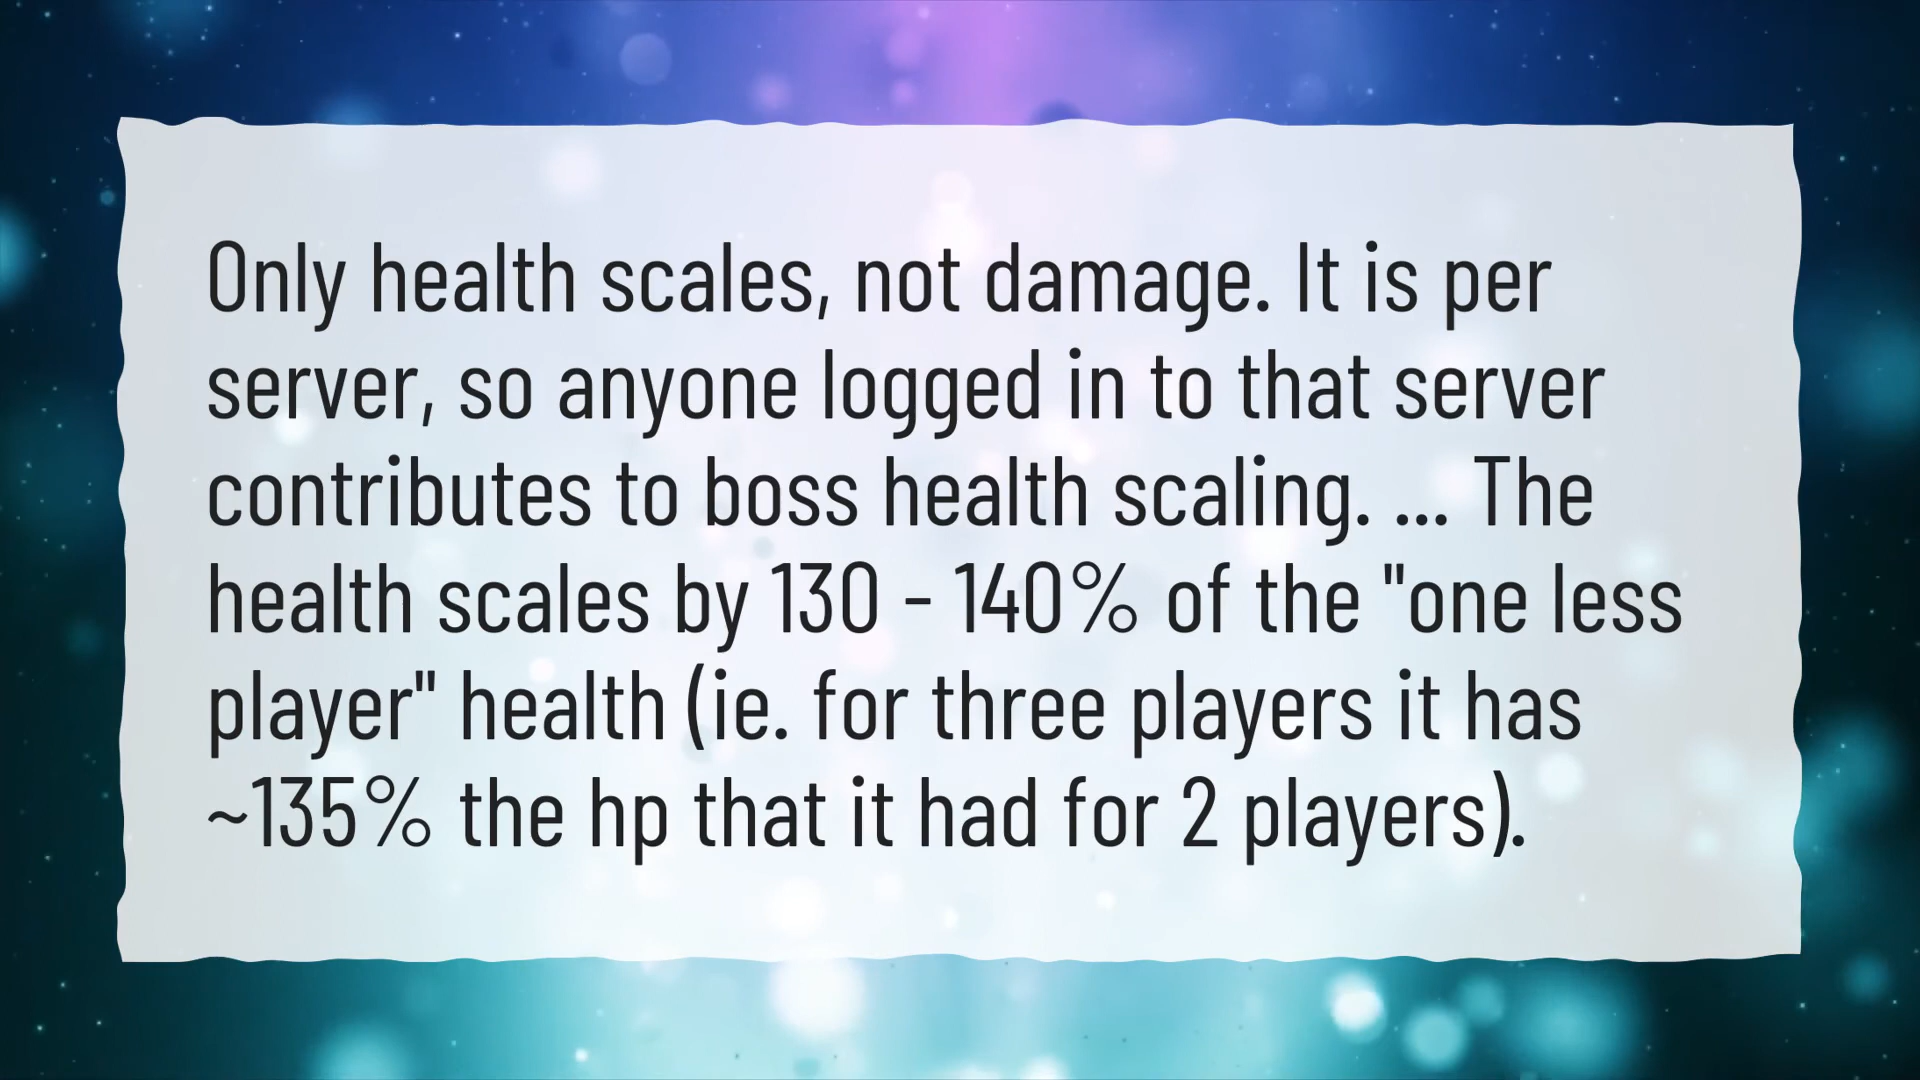 Only health scales, not damage. It is per
server, so anyone logged in to that server
contributes to boss health scaling. ... The
health scales by 130 - 140% of the "one less
player" health (ie. for three players it has
~135% the hp that it had for 2 players).